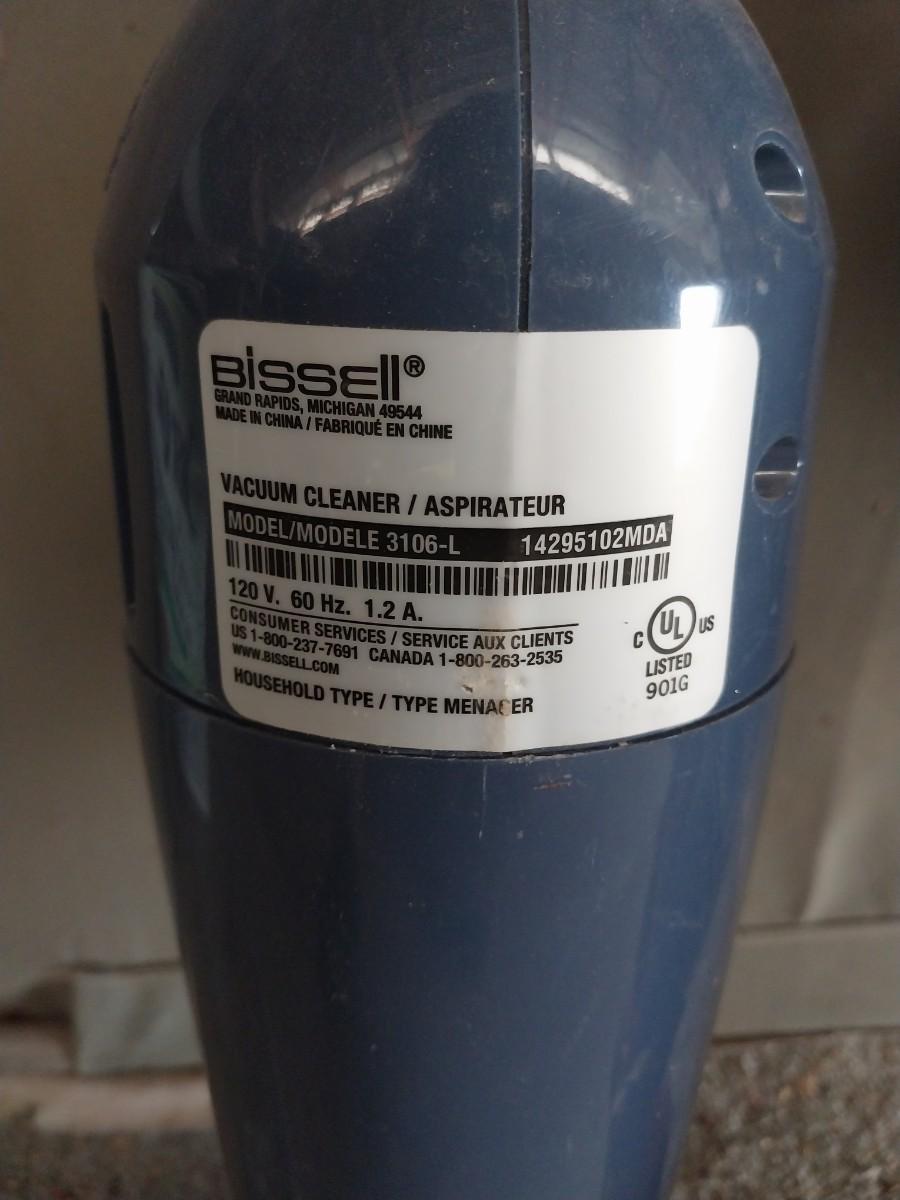 BISSELL®
GRAND RAPIDS, MICHIGAN 49544
MADE IN CHINA / FABRIQUÉ EN CHINE
VACUUM CLEANER / ASPIRATEUR
MODEL/MODELE 3106-L 14295102MDA
120 V. 60 Hz. 1.2 A.
CONSUMER SERVICES / SERVICE AUX CLIENTS
US 1-800-237-7691 CANADA 1-800-263-2535
WWW.BISSELL.COM
HOUSEHOLD TYPE / TYPE MENAGER
C UL US
LISTED
901G